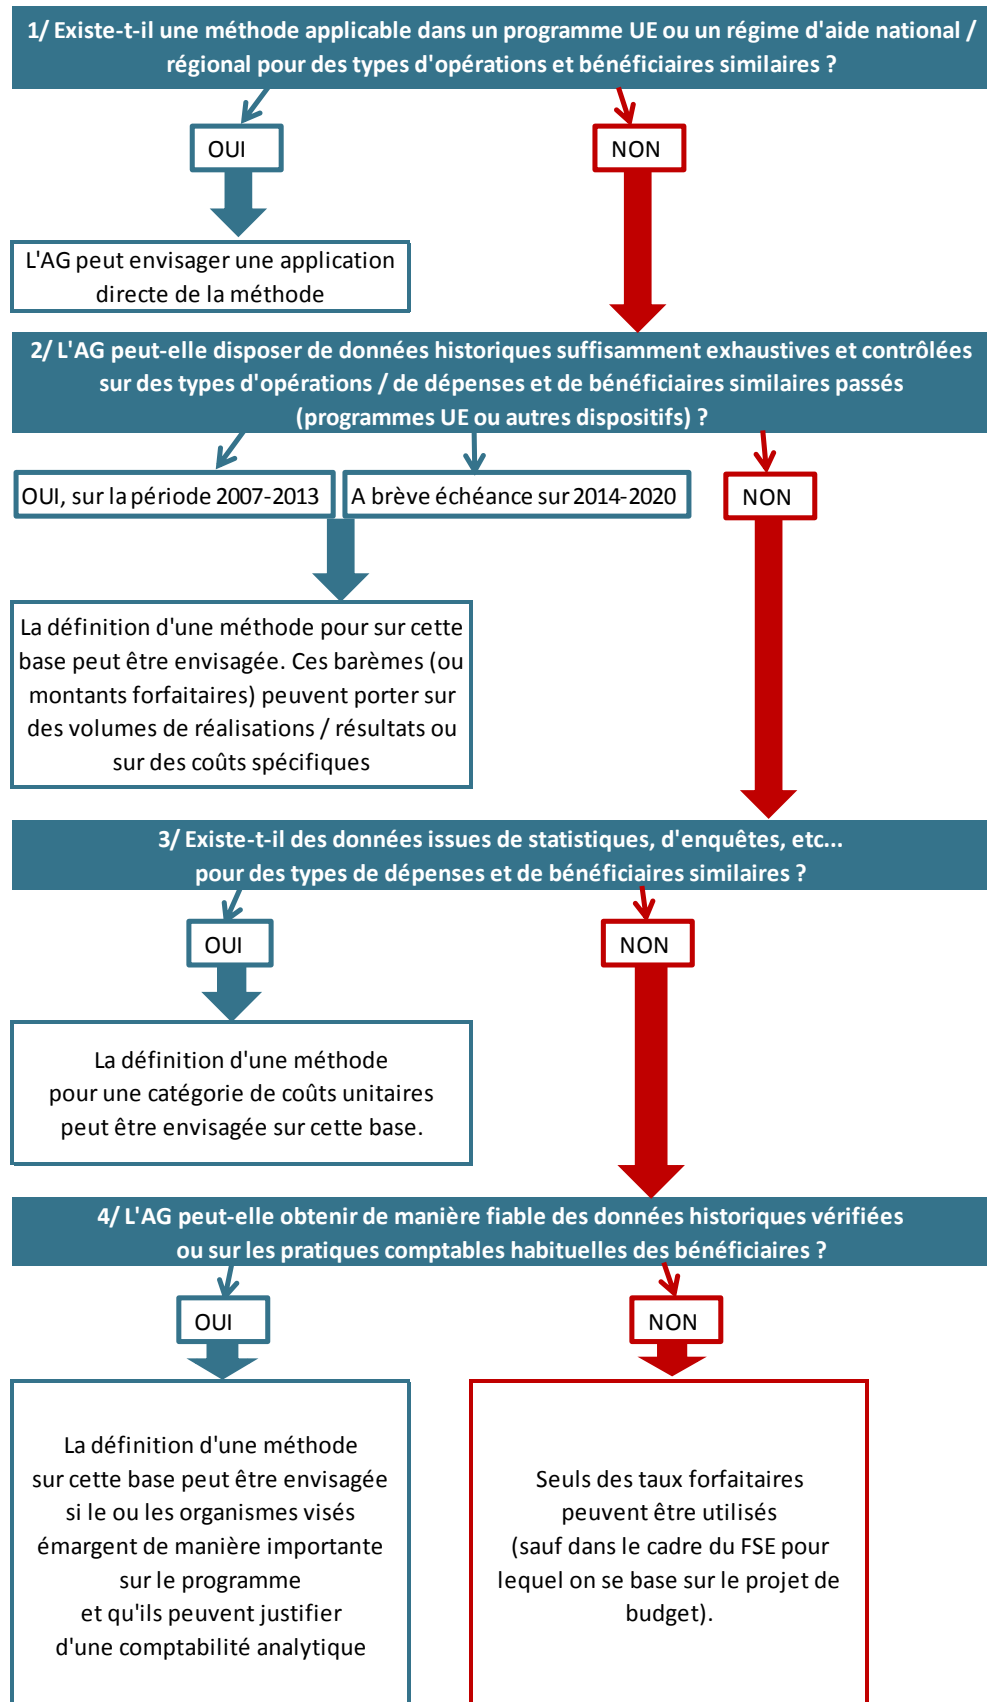 1/ Existe-t-il une méthode applicable dans un programme UE ou un régime d'aide national /
régional pour des types d'opérations et bénéficiaires similaires ?
OUI
NON
L'AG peut envisager une application
directe de la méthode
2/ L'AG peut-elle disposer de données historiques suffisamment exhaustives et contrôlées
sur des types d'opérations / de dépenses et de bénéficiaires similaires passés
(programmes UE ou autres dispositifs) ?
OUI, sur la période 2007-2013
A brève échéance sur 2014-2020
NON
La définition d'une méthode pour sur cette
base peut être envisagée. Ces barèmes (ou
montants forfaitaires) peuvent porter sur
des volumes de réalisations / résultats ou
sur des coûts spécifiques
3/ Existe-t-il des données issues de statistiques, d'enquêtes, etc...
pour des types de dépenses et de bénéficiaires similaires ?
OUI
NON
La définition d'une méthode
pour une catégorie de coûts unitaires
peut être envisagée sur cette base.
4/ L'AG peut-elle obtenir de manière fiable des données historiques vérifiées
ou sur les pratiques comptables habituelles des bénéficiaires ?
OUI
NON
La définition d'une méthode
sur cette base peut être envisagée
si le ou les organismes visés
émargent de manière importante
sur le programme
et qu'ils peuvent justifier
d'une comptabilité analytique
Seuls des taux forfaitaires
peuvent être utilisés
(sauf dans le cadre du FSE pour
lequel on se base sur le projet de
budget).